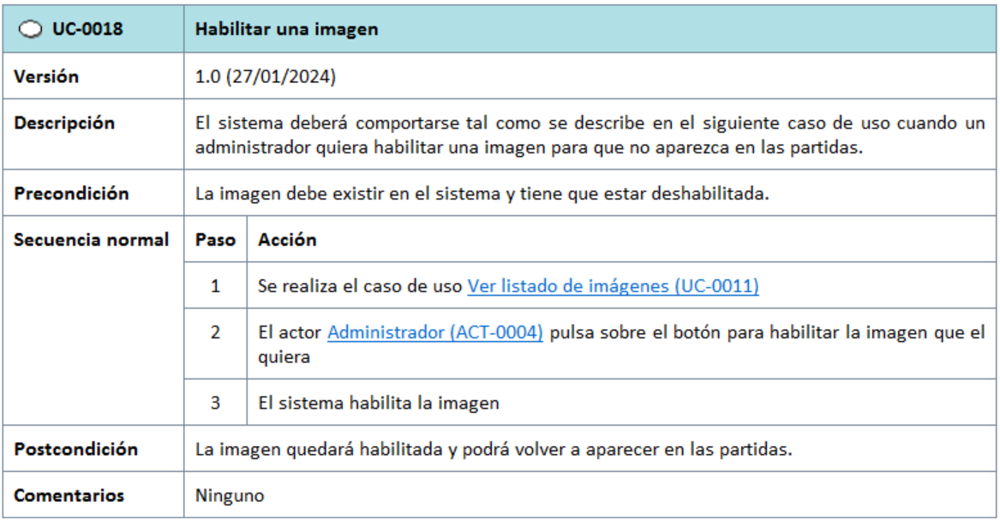 UC-0018 Habilitar una imagen
Versión 1.0 (27/01/2024)
Descripción El sistema deberá comportarse tal como se describe en el siguiente caso de uso cuando un
administrador quiera habilitar una imagen para que no aparezca en las partidas.
Precondición La imagen debe existir en el sistema y tiene que estar deshabilitada.
Secuencia normal Paso Acción
1 Se realiza el caso de uso Ver listado de imágenes (UC-0011)
2 El actor Administrador (ACT-0004) pulsa sobre el botón para habilitar la imagen que el
quiera
3 El sistema habilita la imagen
Postcondición La imagen quedará habilitada y podrá volver a aparecer en las partidas.
Comentarios Ninguno